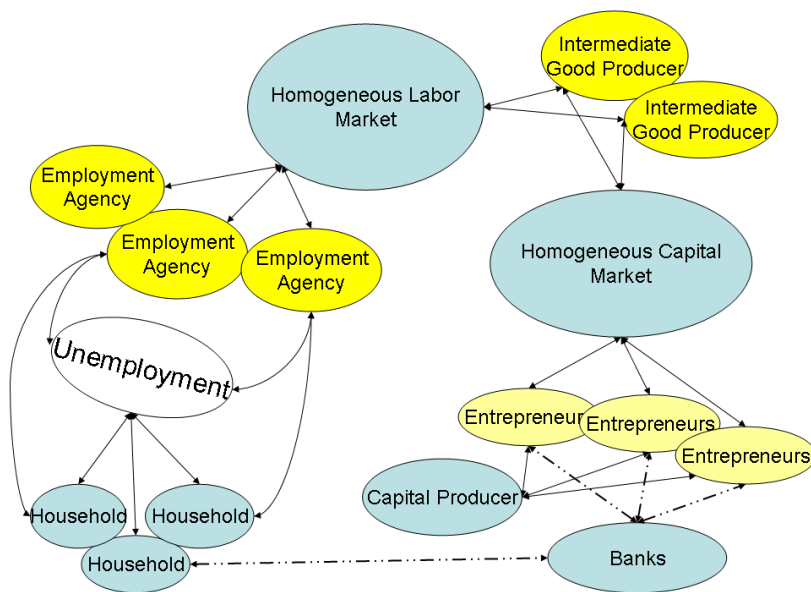 Intermediate
Good Producer
Homogeneous Labor
Market
Intermediate
Good Producer
Employment
Agency
Employment
Agency
Employment
Agency
Homogeneous Capital
Market
Unemployment
Entrepreneur
Entrepreneurs
Entrepreneurs
Capital Producer
Household
Household
Household
Banks